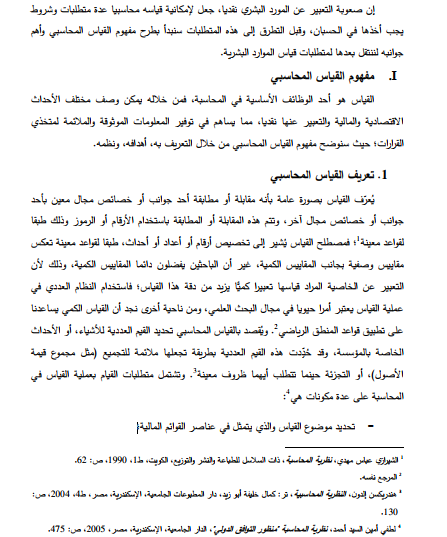 إن صعوبة التعبير عن المورد البشري نقديا، جعل لإمكانية قياسه محاسبيا عدة متطلبات وشروط
يجب أخذها في الحسبان، وقبل التطرق إلى هذه المتطلبات سنبدأ بطرح مفهوم القياس المحاسبي وأهم
جوانبه لننتقل بعدها لمتطلبات قياس الموارد البشرية.
I. مفهوم القياس المحاسبي
القياس هو أحد الوظائف الأساسية في المحاسبة، فمن خلاله يمكن وصف مختلف الأحداث
الاقتصادية والمالية والتعبير عنها نقديا، مما يساهم في توفير المعلومات الموثوقة والملائمة لمتخذي
القرارات؛ حيث سنوضح مفهوم القياس المحاسبي من خلال التعريف به، أهدافه، ونظمه.
1. تعريف القياس المحاسبي
يُعرّف القياس بصورة عامة بأنه مقابلة أو مطابقة أحد جوانب أو خصائص مجال معين بأحد
جوانب أو خصائص مجال آخر، وتتم هذه المقابلة أو المطابقة باستخدام الأرقام أو الرموز وذلك طبقا
لقواعد معينة1؛ فمصطلح القياس يُشير إلى تخصيص أرقام أو أعداد أو أحداث، طبقا لقواعد معينة تعكس
مقاييس وصفية بجانب المقاييس الكمية، غير أن الباحثين يفضلون دائما المقاييس الكمية، وذلك لأن
التعبير عن الخاصية المراد قياسها تعبيرا كميًّا يزيد من دقة هذا القياس؛ فاستخدام النظام العددي في
عملية القياس يعتبر أمرا حيويا في مجال البحث العلمي، ومن ناحية أخرى نجد أن القياس الكمي يساعدنا
على تطبيق قواعد المنطق الرياضي2. ويُقصد بالقياس المحاسبي تحديد القيم العددية للأشياء، أو الأحداث
الخاصة بالمؤسسة، وقد حُدّدت هذه القيم العددية بطريقة تجعلها ملائمة للتجميع (مثل مجموع قيمة
الأصول)، أو التجزئة حينما تتطلب أيهما ظروف معينة3. وتشتمل متطلبات القيام بعملية القياس في
المحاسبة على عدة مكونات هي4:
- تحديد موضوع القياس والذي يتمثل في عناصر القوائم المالية؛
1 الشيرازي عباس مهدي، نظرية المحاسبة، ذات السلاسل للطباعة والنشر والتوزيع، الكويت، ط1، 1990، ص: 62.
2 المرجع نفسه.
3 هندريكسن إلدون، النظرية المحاسبية، تر: كمال خليفة أبو زيد، دار المطبوعات الجامعية، الإسكندرية، مصر، ط4، 2004، ص:
130.
4 لطفي أمين السيد أحمد، نظرية المحاسبة "منظور التوافق الدولي"، الدار الجامعية، الإسكندرية، مصر، 2005، ص: 475.